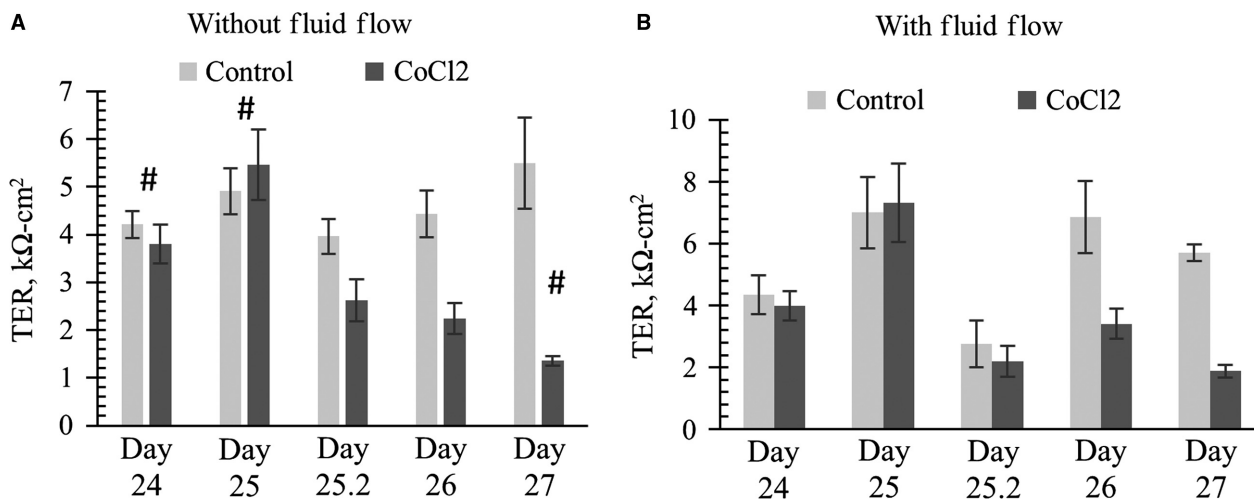 A
Without fluid flow
Control CoCl2
TER, kΩ-cm²
7
6
5
4
3
2
1
0
#
#
#
Day Day Day Day Day
24 25 25.2 26 27
B
With fluid flow
Control CoCl2
TER, kΩ-cm²
10
8
6
4
2
0
Day Day Day Day Day
24 25 25.2 26 27